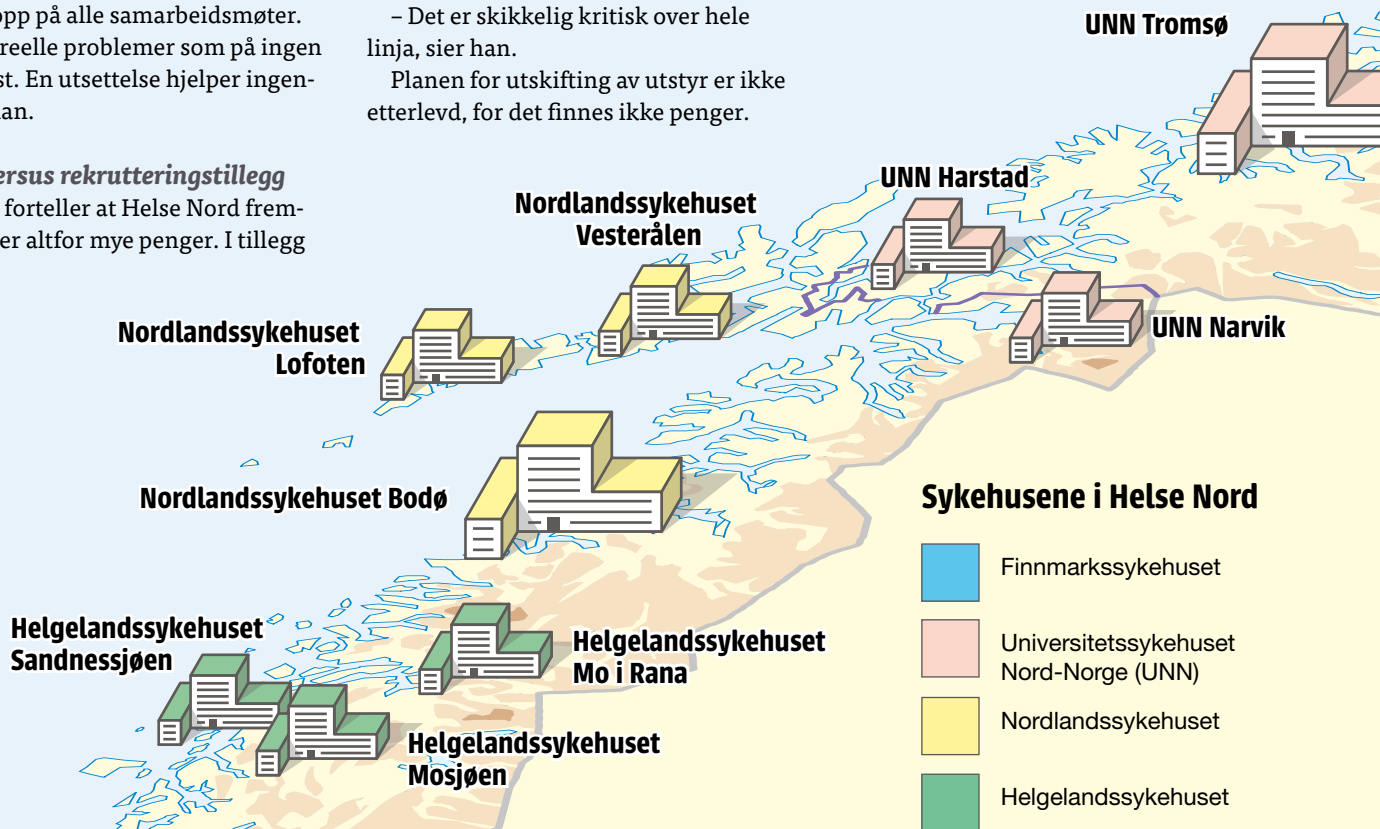 opp på alle samarbeidsmøter.
reelle problemer som på ingen
st. En utsettelse hjelper ingen-
an.
ersus rekrutteringstillegg
forteller at Helse Nord frem-
er altfor mye penger. I tillegg
– Det er skikkelig kritisk over hele
linja, sier han.
Planen for utskifting av utstyr er ikke
etterlevd, for det finnes ikke penger.
UNN Tromsø
UNN Harstad
Nordlandssykehuset
Vesterålen
UNN Narvik
Nordlandssykehuset
Lofoten
Nordlandssykehuset Bodø
Helgelandssykehuset
Sandnessjøen
Helgelandssykehuset
Mo i Rana
Helgelandssykehuset
Mosjøen
Sykehusene i Helse Nord
Finnmarkssykehuset
Universitetssykehuset
Nord-Norge (UNN)
Nordlandssykehuset
Helgelandssykehuset